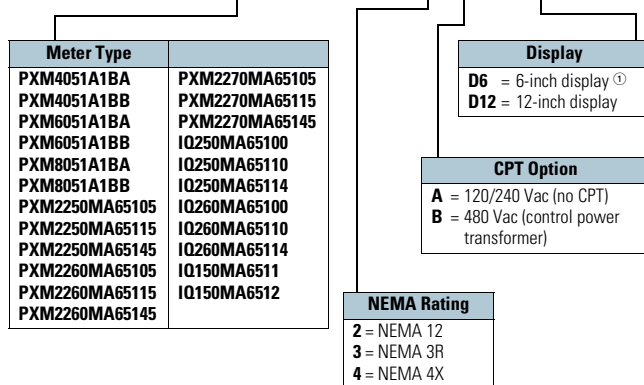 Meter Type
PXM4051A1BA
PXM4051A1BB
PXM6051A1BA
PXM6051A1BB
PXM8051A1BA
PXM8051A1BB
PXM2250MA65105
PXM2250MA65115
PXM2250MA65145
PXM2260MA65105
PXM2260MA65115
PXM2260MA65145
PXM2270MA65105
PXM2270MA65115
PXM2270MA65145
IQ250MA65100
IQ250MA65110
IQ250MA65114
IQ260MA65100
IQ260MA65110
IQ260MA65114
IQ150MA6511
IQ150MA6512
NEMA Rating
2 = NEMA 12
3 = NEMA 3R
4 = NEMA 4X
CPT Option
A = 120/240 Vac (no CPT)
B = 480 Vac (control power
transformer)
Display
D6 = 6-inch display ①
D12 = 12-inch display